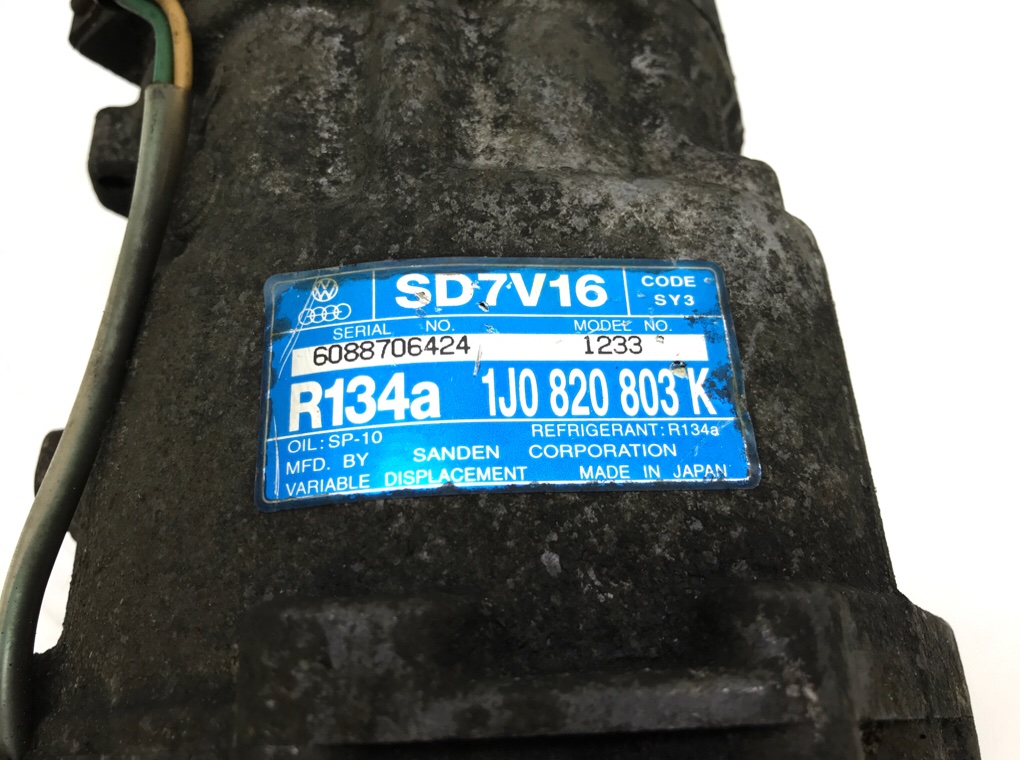 SD7V16
CODE
SY3
SERIAL NO. MODEL NO.
6088706424 1233
R134a 1J0 820 803 K
OIL: SP-10 REFRIGERANT: R134a
MFD. BY SANDEN CORPORATION
VARIABLE DISPLACEMENT MADE IN JAPAN